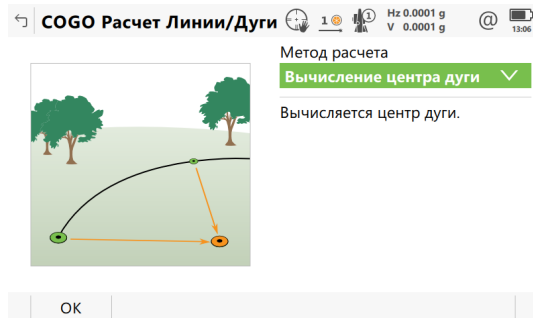 COGO Расчет Линии/Дуги
1
1
Hz 0.0001 g
V 0.0001 g
@
13:06
Метод расчета
Вычисление центра дуги
Вычисляется центр дуги.
OK